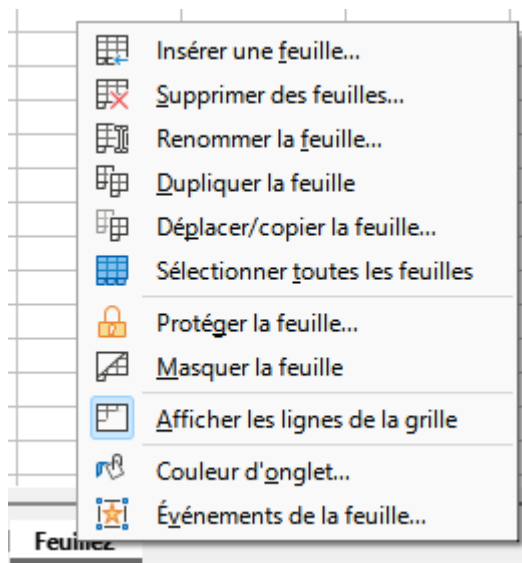 Insérer une feuille...
Supprimer des feuilles...
Renommer la feuille...
Dupliquer la feuille
Déplacer/copier la feuille...
Sélectionner toutes les feuilles
Protéger la feuille...
Masquer la feuille
Afficher les lignes de la grille
Couleur d'onglet...
Événements de la feuille...
Feuille2